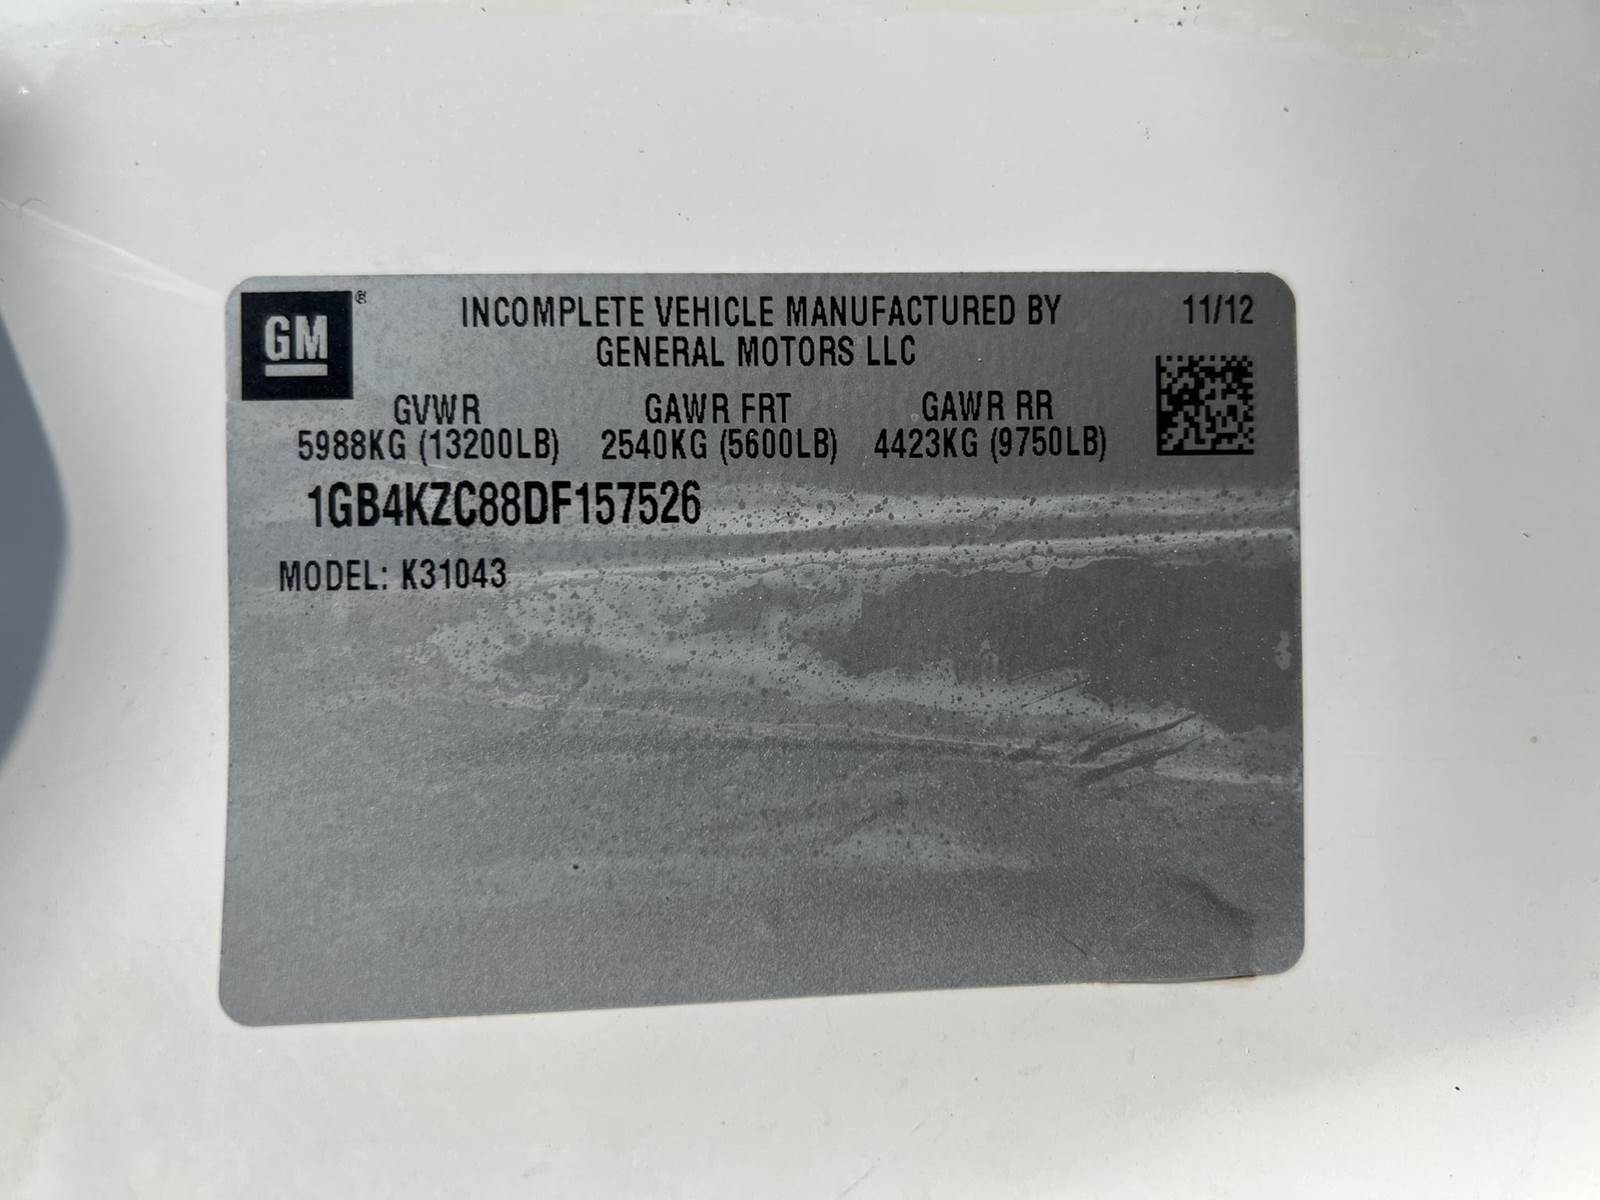 GM ®
INCOMPLETE VEHICLE MANUFACTURED BY 11/12
GENERAL MOTORS LLC
GVWR GAWR FRT GAWR RR
5988KG (13200LB) 2540KG (5600LB) 4423KG (9750LB)
1GB4KZC88DF157526
MODEL: K31043